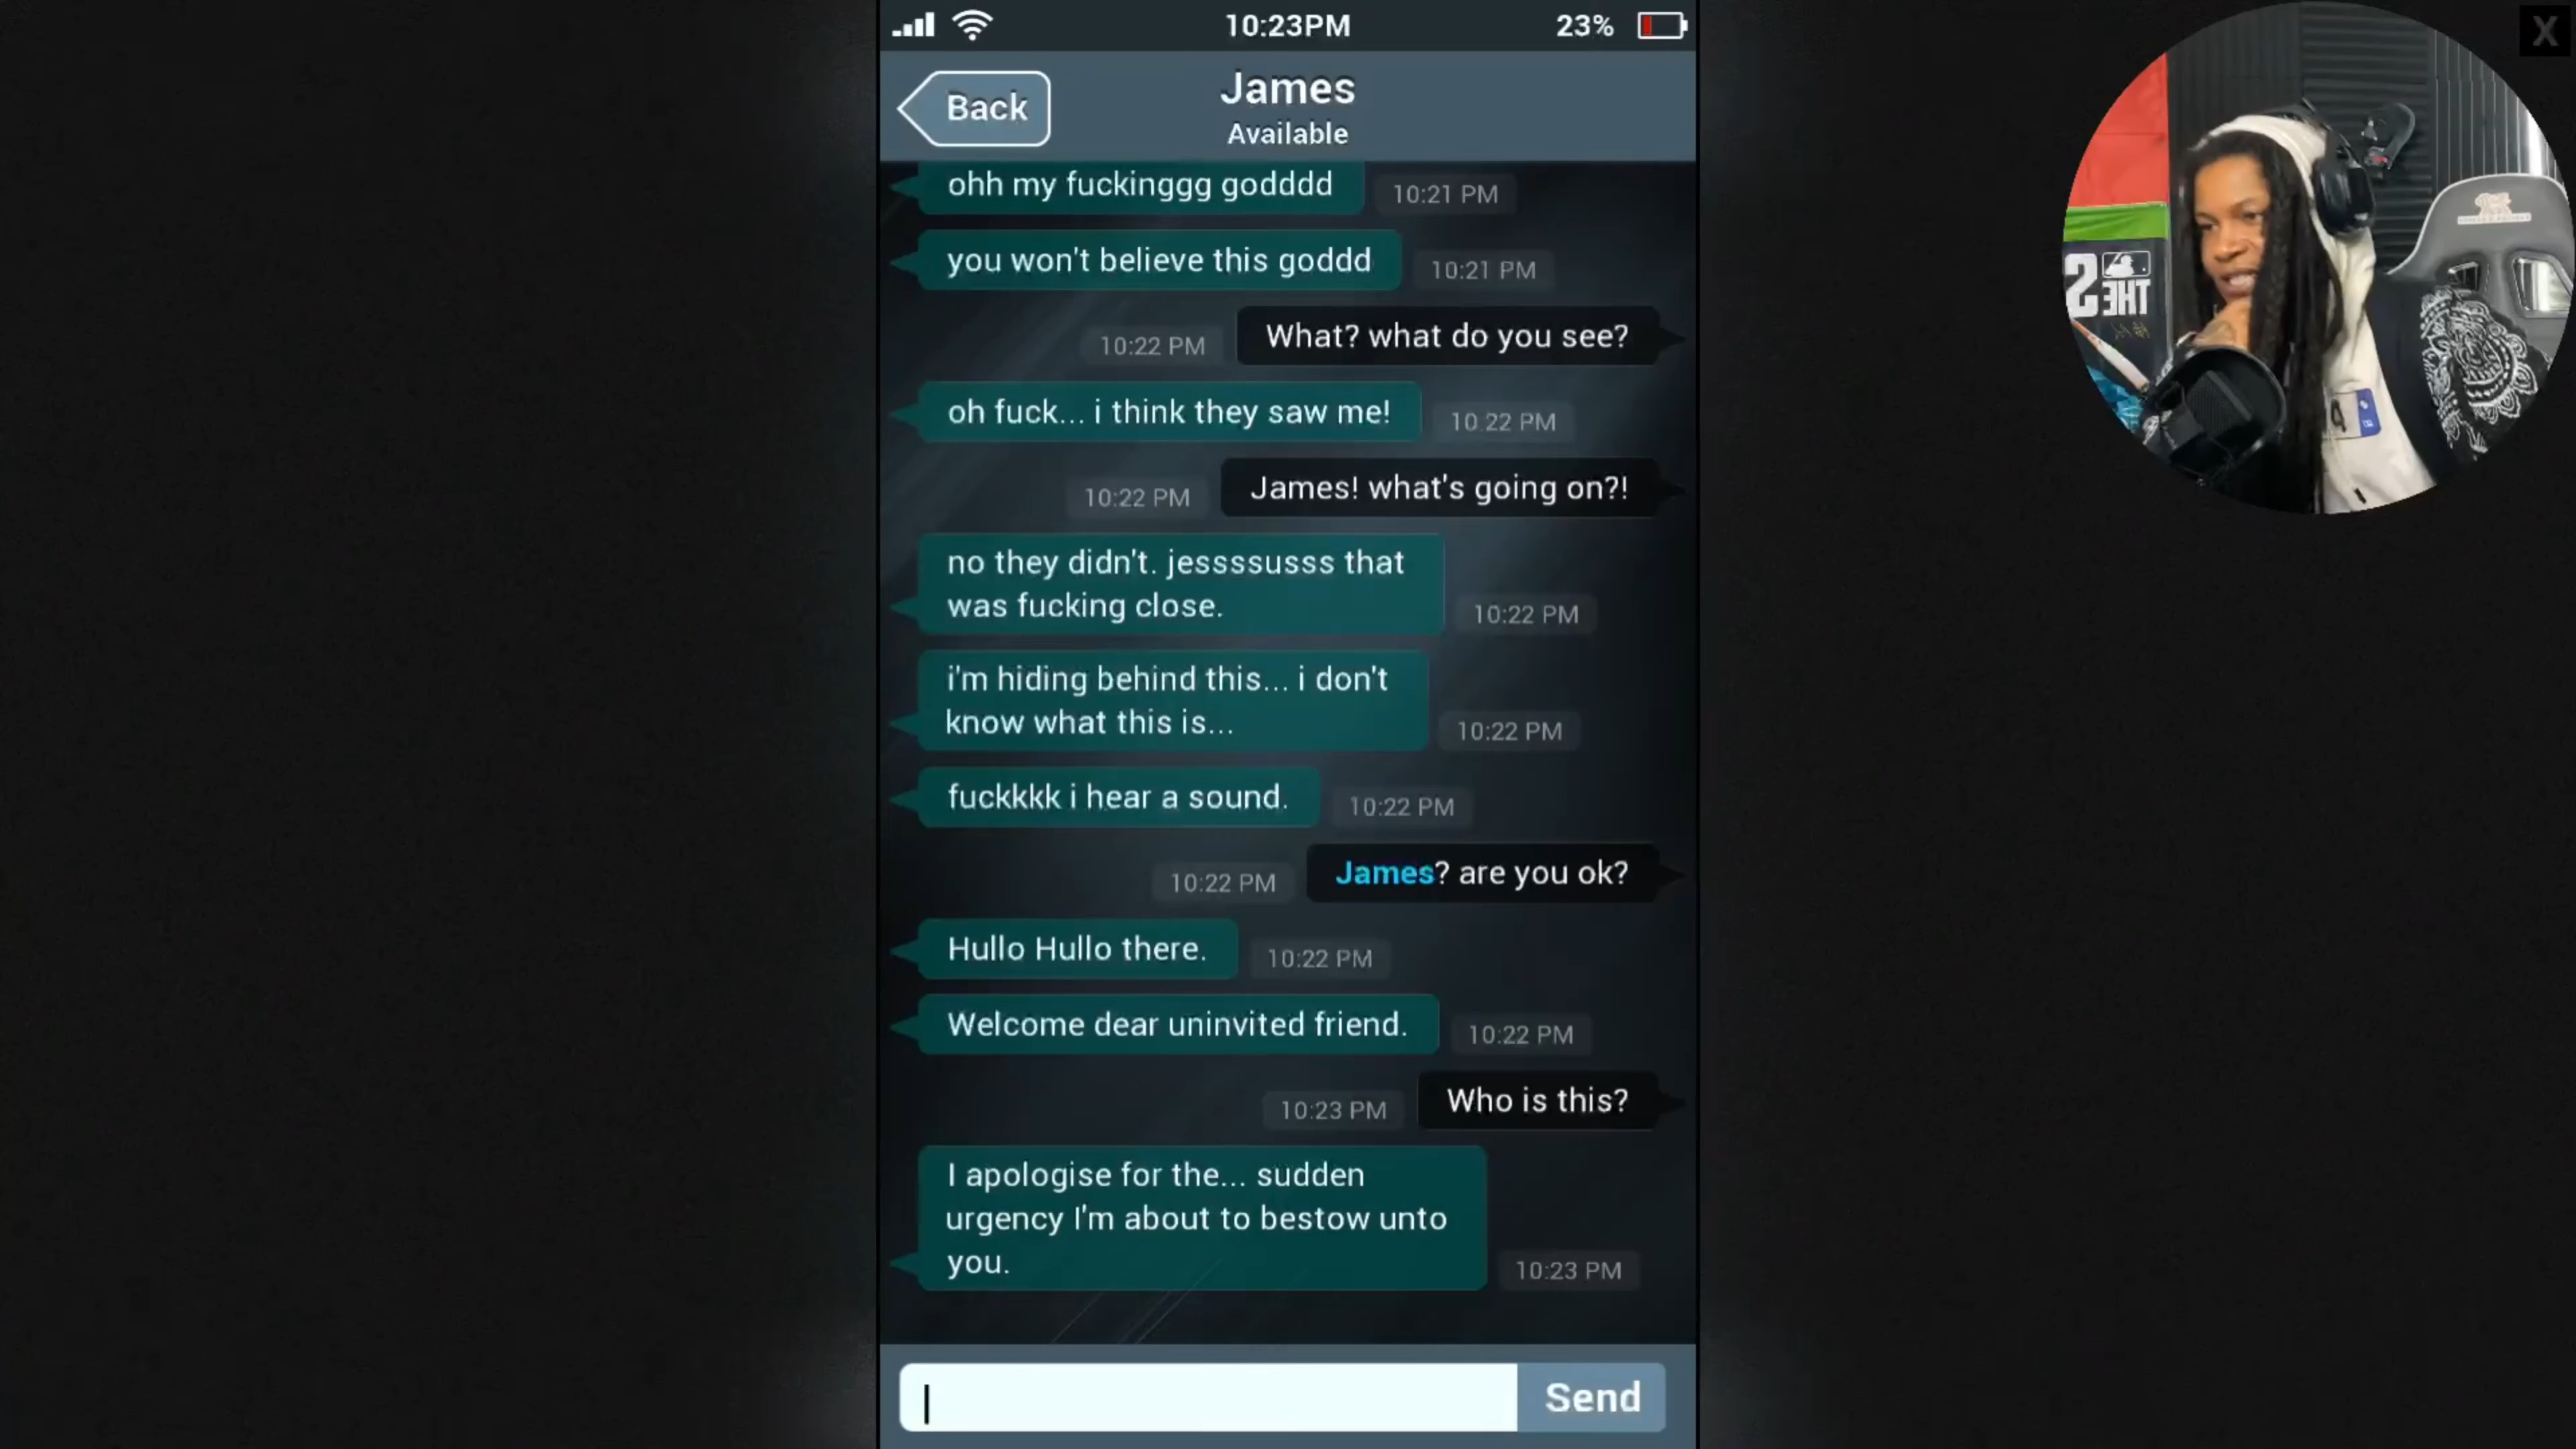 10:23PM
23%
X
Back
James
Available
ohh my fuckinggg godddd
10:21 PM
you won't believe this goddd
10:21 PM
What? what do you see?
10:22 PM
oh fuck... i think they saw me!
10:22 PM
James! what's going on?!
10:22 PM
no they didn't. jessssusss that
was fucking close.
10:22 PM
i'm hiding behind this... i don't
know what this is...
10:22 PM
fuckkkk i hear a sound.
10:22 PM
James? are you ok?
10:22 PM
Hullo Hullo there.
10:22 PM
Welcome dear uninvited friend.
10:22 PM
Who is this?
10:23 PM
I apologise for the... sudden
urgency I'm about to bestow unto
you.
10:23 PM
Send
THE